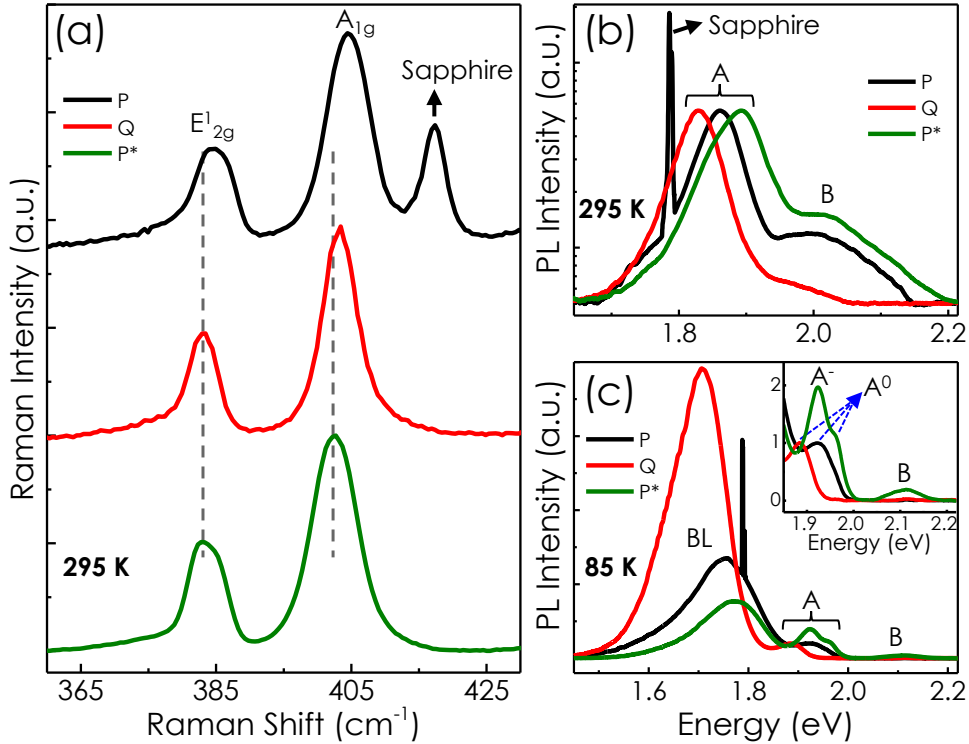 (a)
A1g
Sapphire
P
Q
P*
E¹2g
295 K
Raman Intensity (a.u.)
365
385
405
425
Raman Shift (cm⁻¹)
(b)
Sapphire
A
P
Q
P*
B
295 K
PL Intensity (a.u.)
1.8
2.0
2.2
(c)
P
Q
P*
BL
85 K
A
B
PL Intensity (a.u.)
1.6
1.8
2.0
2.2
Energy (eV)
A⁻
A⁰
B
2
1
0
1.9
2.0
2.1
2.2
Energy (eV)